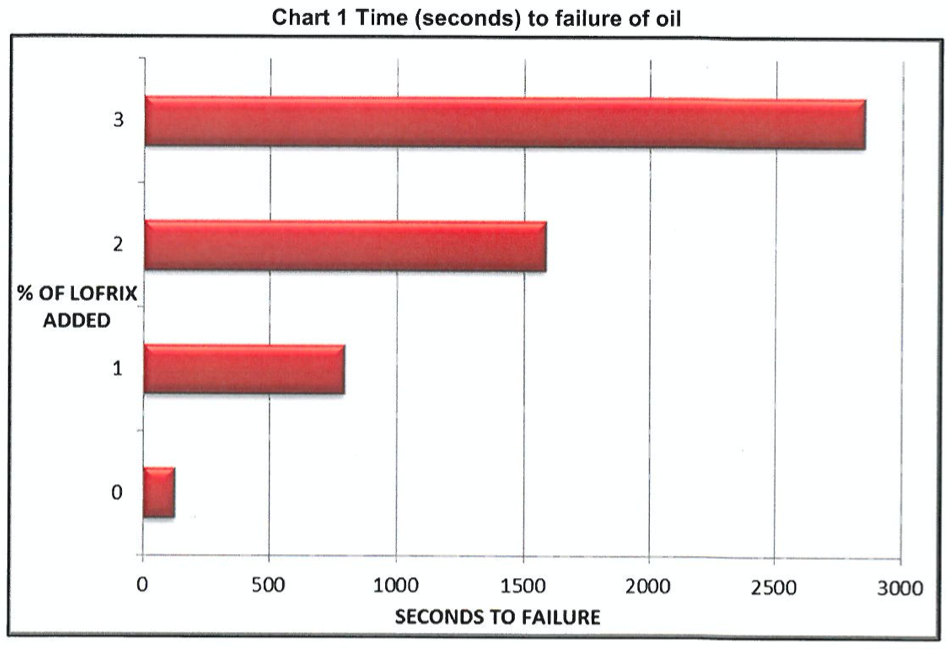 Chart 1 Time (seconds) to failure of oil
3
2
% OF LOFRIX
ADDED
1
0
0 500 1000 1500 2000 2500 3000
SECONDS TO FAILURE